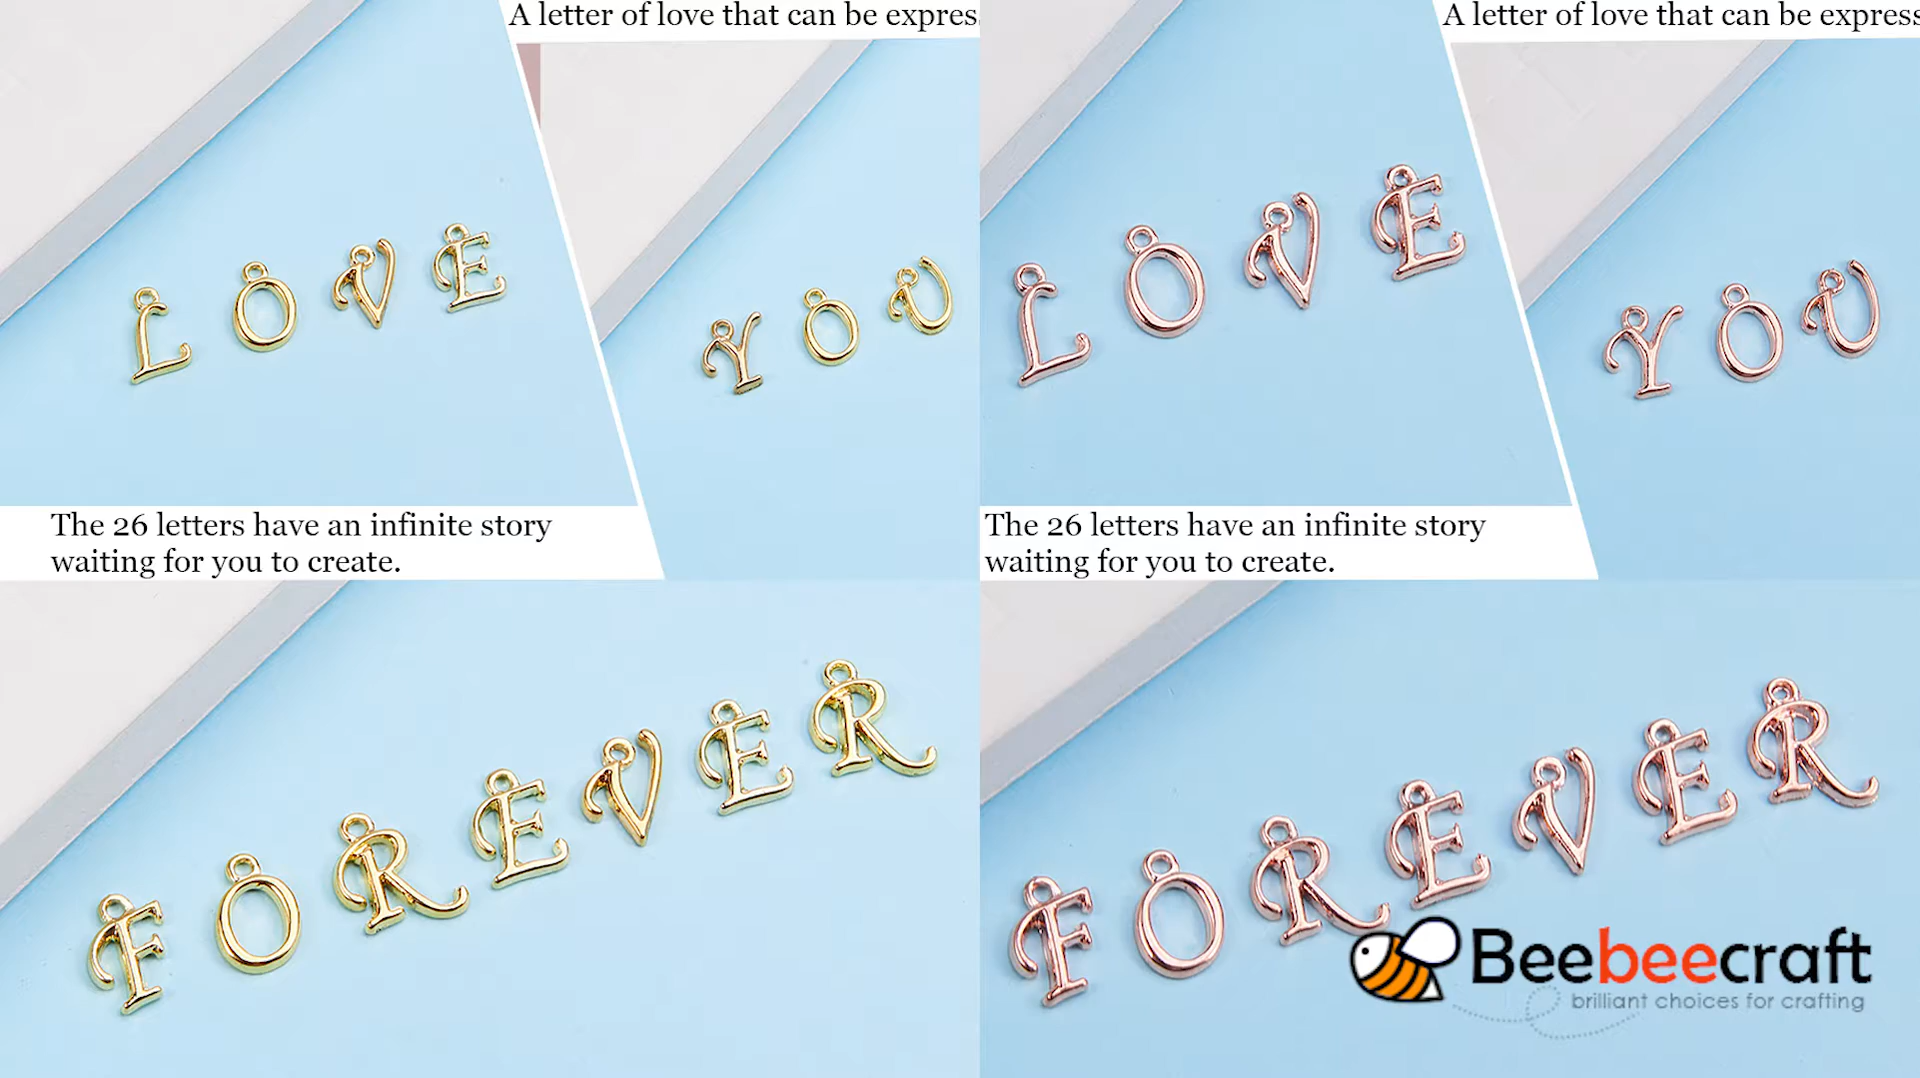 A letter of love that can be expres
LOVE
YOU
The 26 letters have an infinite story
waiting for you to create.
FOREVER
A letter of love that can be express
LOVE
YOU
The 26 letters have an infinite story
waiting for you to create.
FOREVER
Beebeecraft
brilliant choices for crafting